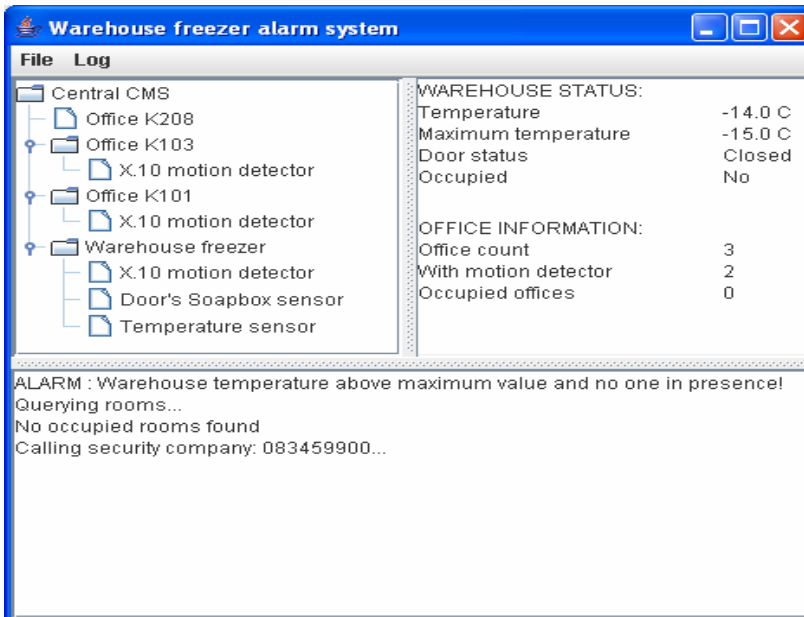 Warehouse freezer alarm system
File Log
Central CMS
Office K208
Office K103
X.10 motion detector
Office K101
X.10 motion detector
Warehouse freezer
X.10 motion detector
Door's Soapbox sensor
Temperature sensor
WAREHOUSE STATUS:
Temperature -14.0 C
Maximum temperature -15.0 C
Door status Closed
Occupied No
OFFICE INFORMATION:
Office count 3
With motion detector 2
Occupied offices 0
ALARM : Warehouse temperature above maximum value and no one in presence!
Querying rooms...
No occupied rooms found
Calling security company: 083459900...